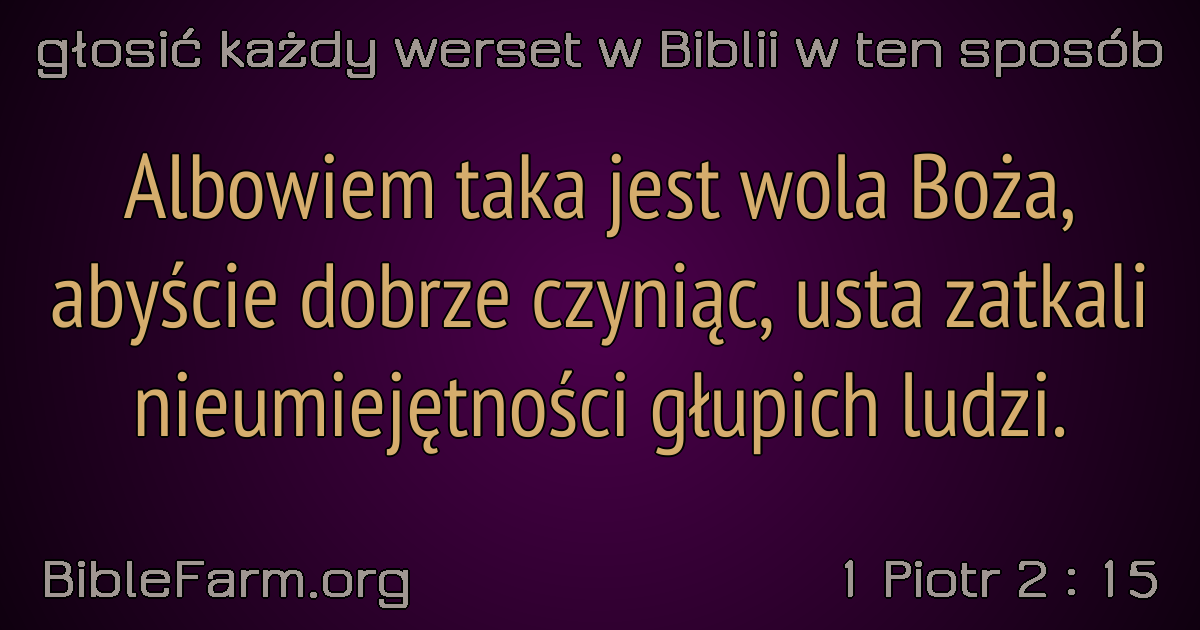 głosić każdy werset w Biblii w ten sposób
Albowiem taka jest wola Boża,
abyście dobrze czyniąc, usta zatkali
nieumiejętności głupich ludzi.
BibleFarm.org
1 Piotr 2 : 15